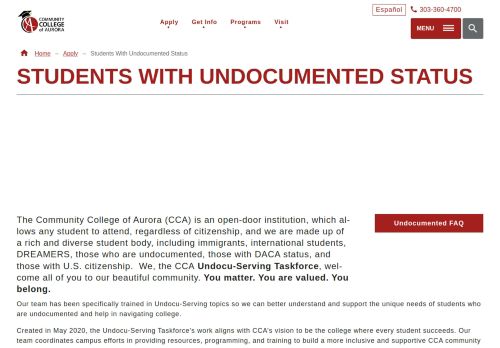 COMMUNITY
COLLEGE
of AURORA
Apply
Get Info
Programs
Visit
Español
303-360-4700
MENU
Home – Apply – Students With Undocumented Status
STUDENTS WITH UNDOCUMENTED STATUS
The Community College of Aurora (CCA) is an open-door institution, which al-
lows any student to attend, regardless of citizenship, and we are made up of
a rich and diverse student body, including immigrants, international students,
DREAMERS, those who are undocumented, those with DACA status, and
those with U.S. citizenship. We, the CCA Undocu-Serving Taskforce, wel-
come all of you to our beautiful community. You matter. You are valued. You
belong.
Undocumented FAQ
Our team has been specifically trained in Undocu-Serving topics so we can better understand and support the unique needs of students who
are undocumented and help in navigating college.
Created in May 2020, the Undocu-Serving Taskforce's work aligns with CCA's vision to be the college where every student succeeds. Our
team coordinates campus efforts in providing resources, programming, and training to build a more inclusive and supportive CCA community